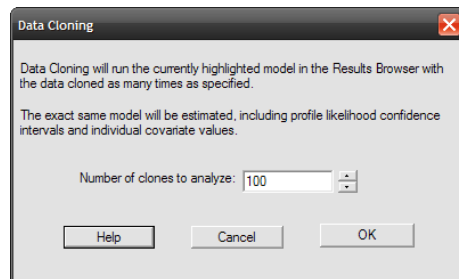 Data Cloning
Data Cloning will run the currently highlighted model in the Results Browser with
the data cloned as many times as specified.
The exact same model will be estimated, including profile likelihood confidence
intervals and individual covariate values.
Number of clones to analyze: 100
Help Cancel OK